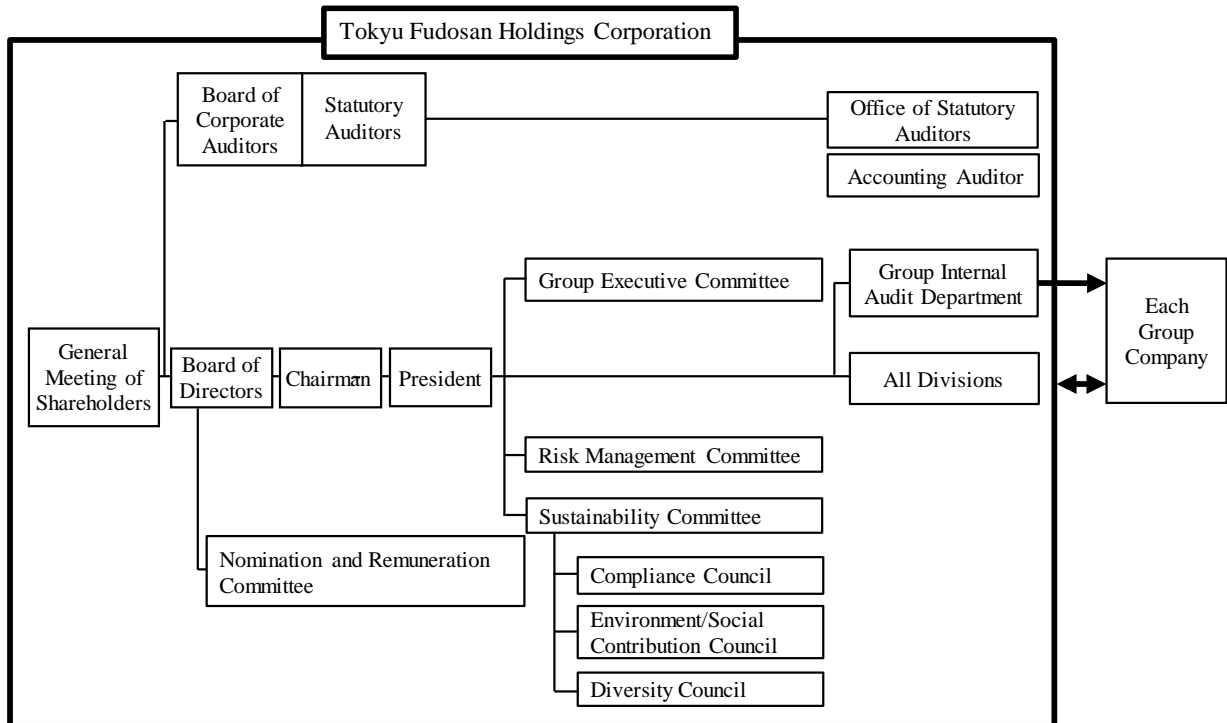 Tokyu Fudosan Holdings Corporation
Board of
Corporate
Auditors
Statutory
Auditors
Office of Statutory
Auditors
Accounting Auditor
Group Executive Committee
Group Internal
Audit Department
Each
Group
Company
General
Meeting of
Shareholders
Board of
Directors
Chairman
President
All Divisions
Risk Management Committee
Sustainability Committee
Nomination and Remuneration
Committee
Compliance Council
Environment/Social
Contribution Council
Diversity Council